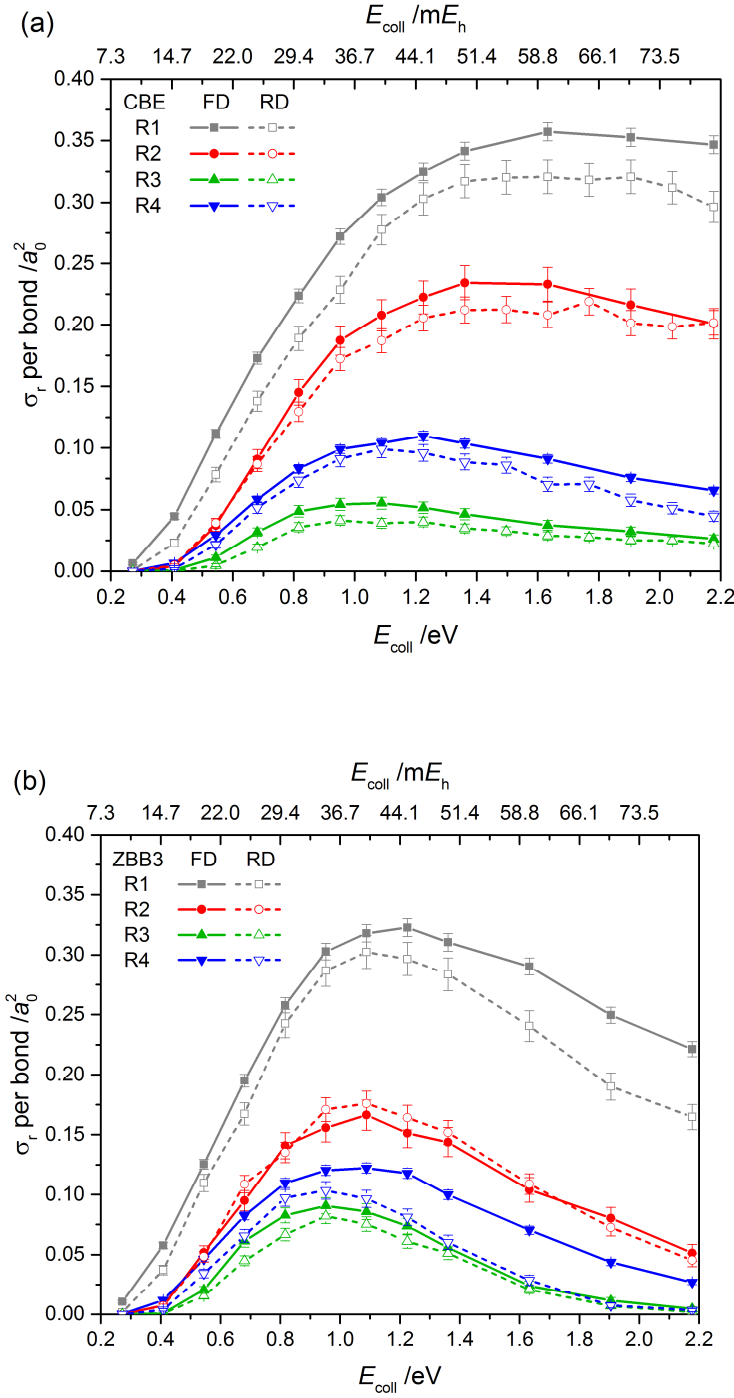 (a)
E_coll /mE_h
7.3 14.7 22.0 29.4 36.7 44.1 51.4 58.8 66.1 73.5
0.40
0.35
0.30
0.25
0.20
0.15
0.10
0.05
0.00
CBE FD RD
R1
R2
R3
R4
σ_r per bond /a_0^2
0.2 0.4 0.6 0.8 1.0 1.2 1.4 1.6 1.8 2.0 2.2
E_coll /eV
(b)
E_coll /mE_h
7.3 14.7 22.0 29.4 36.7 44.1 51.4 58.8 66.1 73.5
0.40
0.35
0.30
0.25
0.20
0.15
0.10
0.05
0.00
ZBB3 FD RD
R1
R2
R3
R4
σ_r per bond /a_0^2
0.2 0.4 0.6 0.8 1.0 1.2 1.4 1.6 1.8 2.0 2.2
E_coll /eV